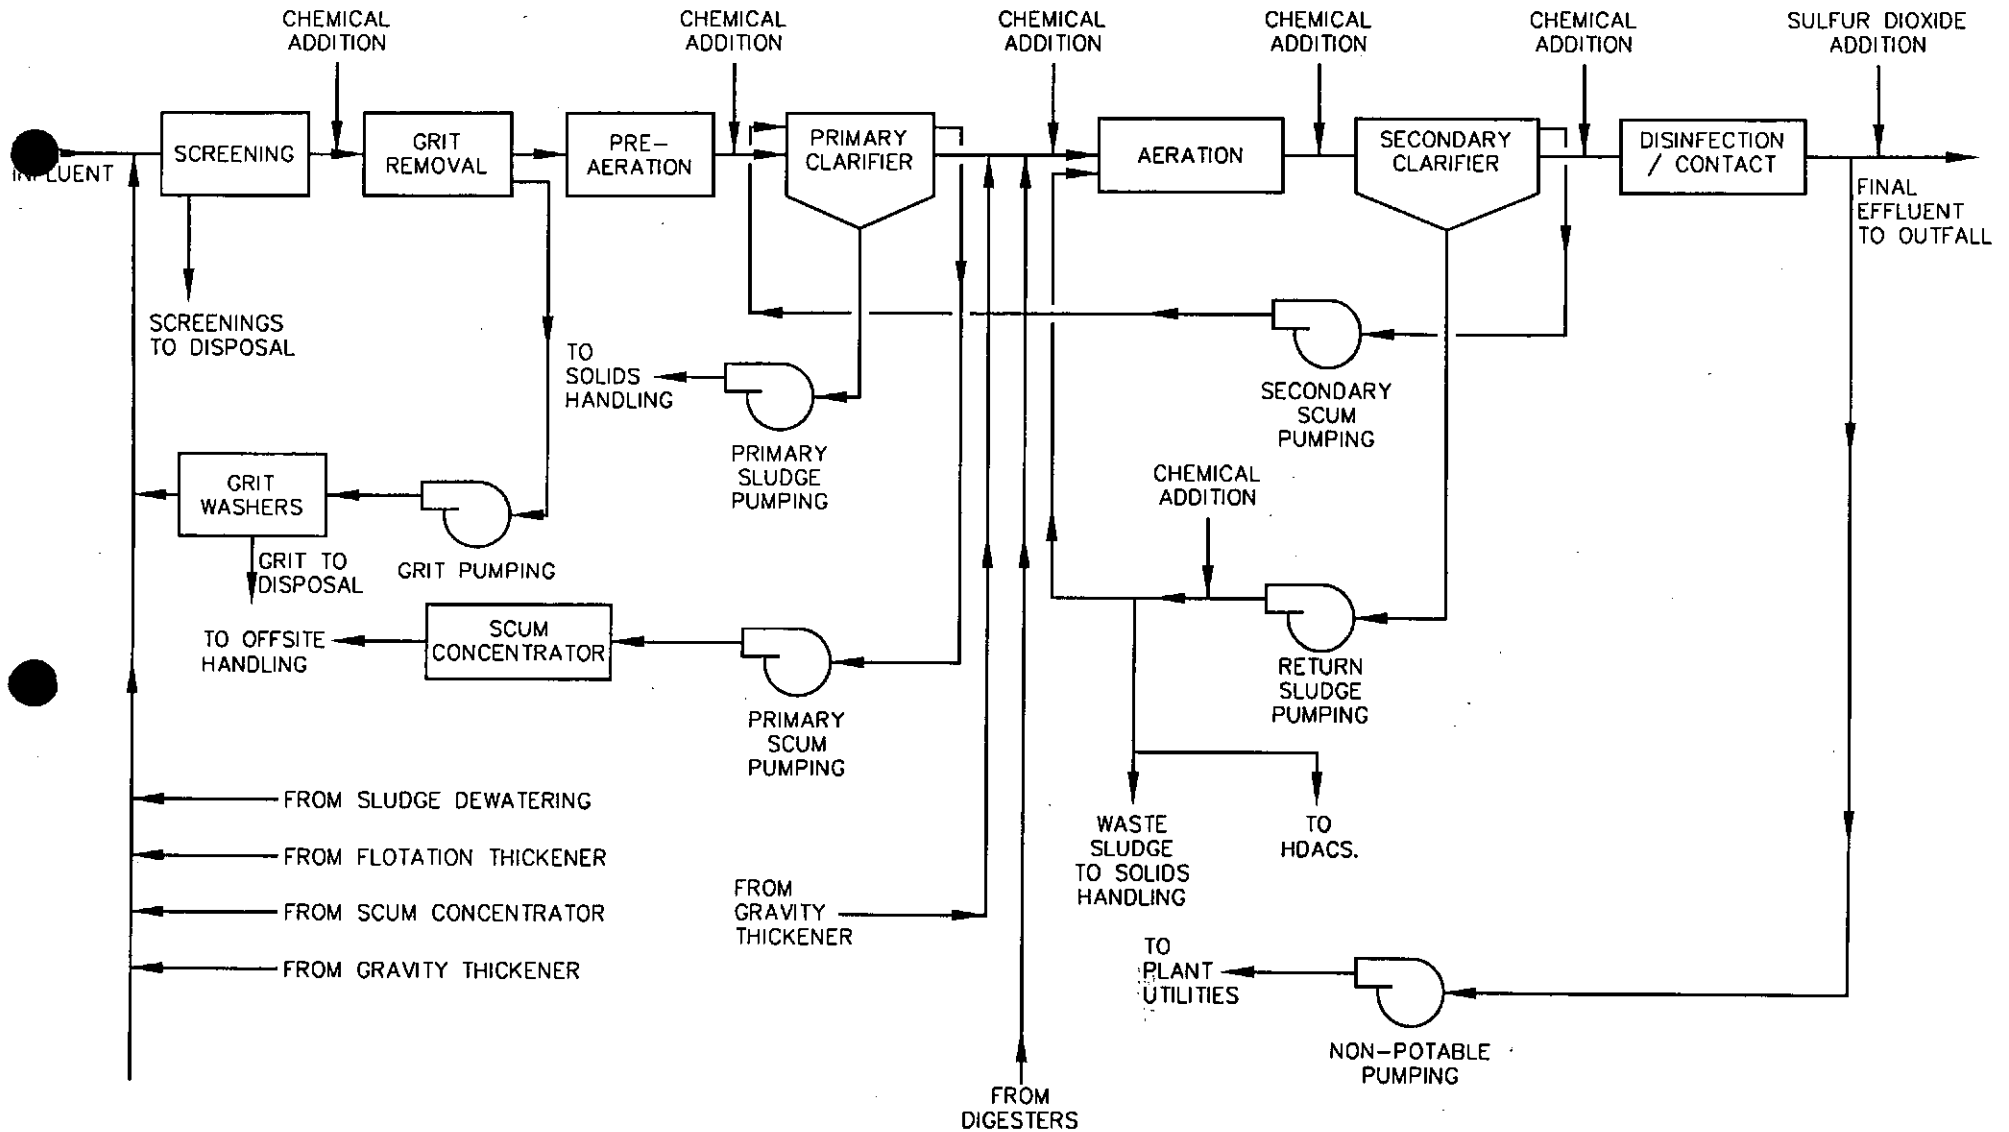 CHEMICAL
ADDITION
CHEMICAL
ADDITION
CHEMICAL
ADDITION
CHEMICAL
ADDITION
CHEMICAL
ADDITION
SULFUR DIOXIDE
ADDITION
INFLUENT
SCREENING
GRIT
REMOVAL
PRE-
AERATION
PRIMARY
CLARIFIER
AERATION
SECONDARY
CLARIFIER
DISINFECTION
/ CONTACT
FINAL
EFFLUENT
TO OUTFALL
SCREENINGS
TO DISPOSAL
TO
SOLIDS
HANDLING
PRIMARY
SLUDGE
PUMPING
SECONDARY
SCUM
PUMPING
GRIT
WASHERS
GRIT TO
DISPOSAL
GRIT PUMPING
CHEMICAL
ADDITION
TO OFFSITE
HANDLING
SCUM
CONCENTRATOR
PRIMARY
SCUM
PUMPING
RETURN
SLUDGE
PUMPING
FROM SLUDGE DEWATERING
FROM FLOTATION THICKENER
FROM SCUM CONCENTRATOR
FROM GRAVITY THICKENER
FROM
GRAVITY
THICKENER
WASTE
SLUDGE
TO SOLIDS
HANDLING
TO
HDACS.
TO
PLANT
UTILITIES
NON-POTABLE
PUMPING
FROM
DIGESTERS